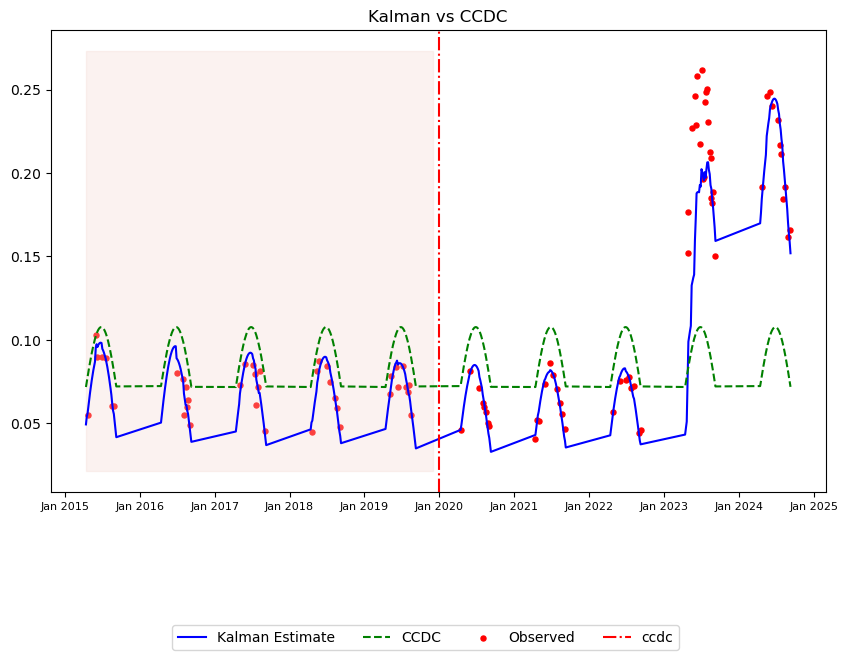 Kalman vs CCDC
0.25
0.20
0.15
0.10
0.05
Jan 2015 Jan 2016 Jan 2017 Jan 2018 Jan 2019 Jan 2020 Jan 2021 Jan 2022 Jan 2023 Jan 2024 Jan 2025
Kalman Estimate CCDC Observed ccdc